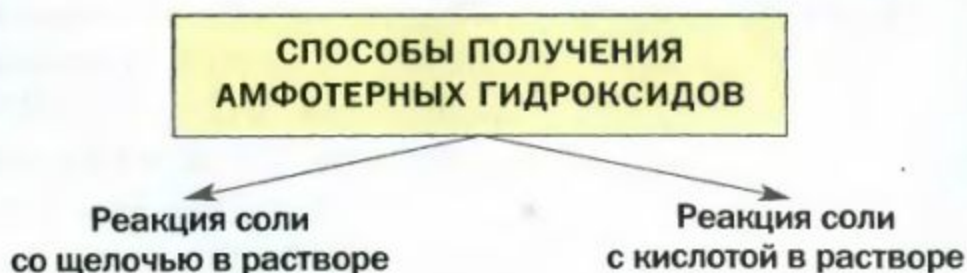 СПОСОБЫ ПОЛУЧЕНИЯ
АМФОТЕРНЫХ ГИДРОКСИДОВ
Реакция соли
со щелочью в растворе
Реакция соли
с кислотой в растворе